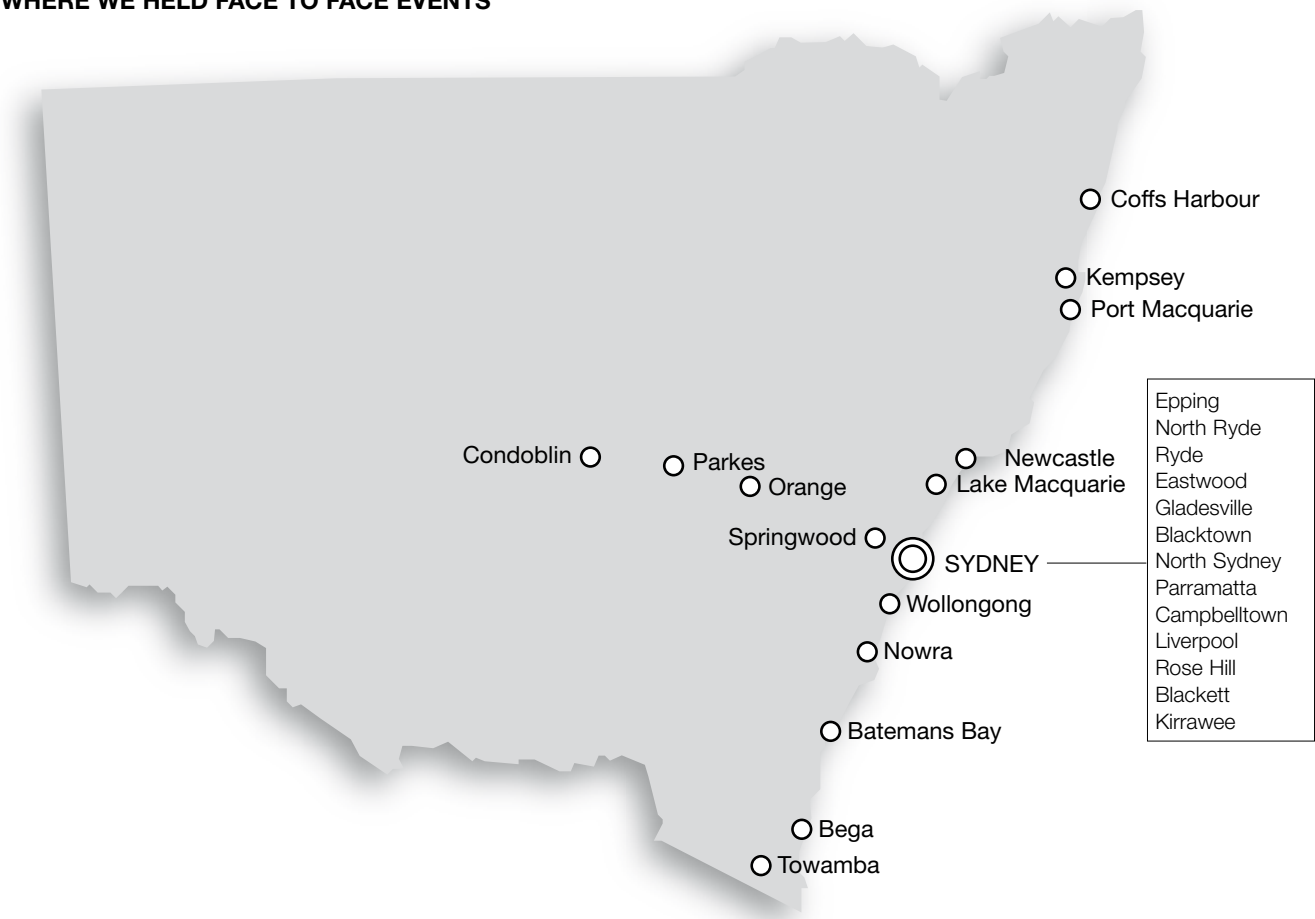 WHERE WE HELD FACE TO FACE EVENTS
Coffs Harbour
Kempsey
Port Macquarie
Condoblin
Parkes
Orange
Newcastle
Lake Macquarie
Springwood
SYDNEY
Wollongong
Nowra
Batemans Bay
Bega
Towamba
Epping
North Ryde
Ryde
Eastwood
Gladesville
Blacktown
North Sydney
Parramatta
Campbelltown
Liverpool
Rose Hill
Blackett
Kirrawee